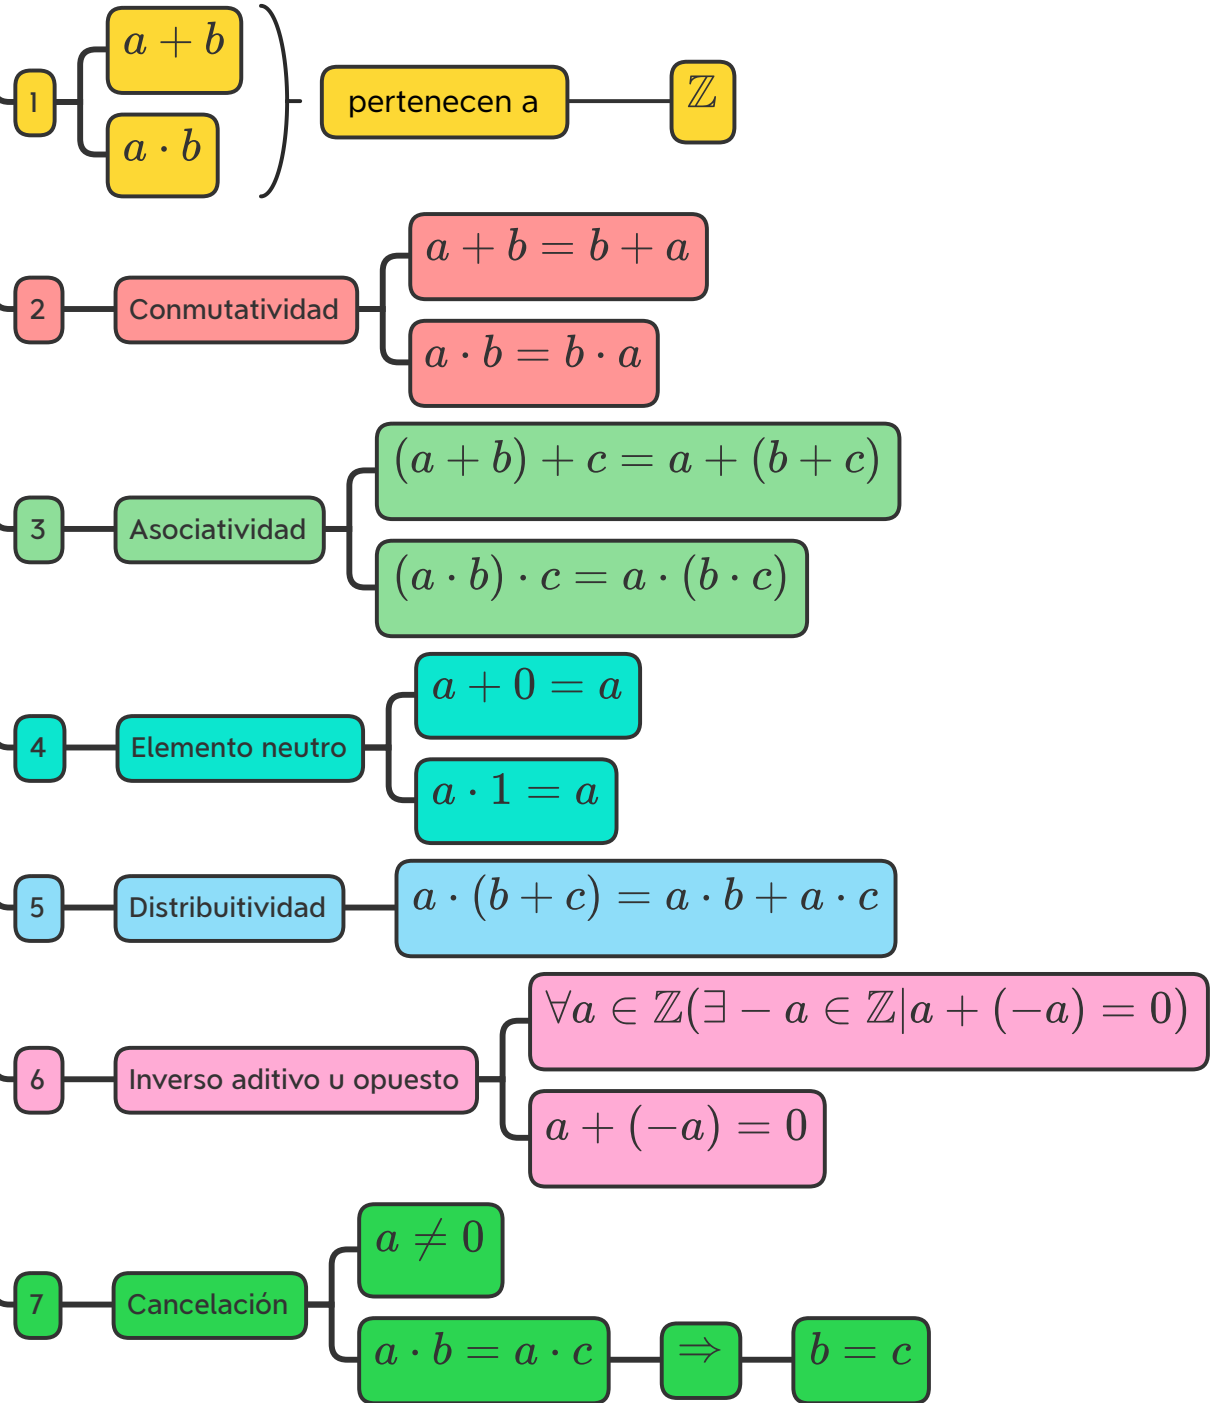 a + b
1
pertenecen a
ℤ
a · b
a + b = b + a
2
Conmutatividad
a · b = b · a
(a + b) + c = a + (b + c)
3
Asociatividad
(a · b) · c = a · (b · c)
a + 0 = a
4
Elemento neutro
a · 1 = a
5
Distribuitividad
a · (b + c) = a · b + a · c
∀a ∈ ℤ(∃ − a ∈ ℤ|a + (−a) = 0)
6
Inverso aditivo u opuesto
a + (−a) = 0
a ≠ 0
7
Cancelación
a · b = a · c
⇒
b = c